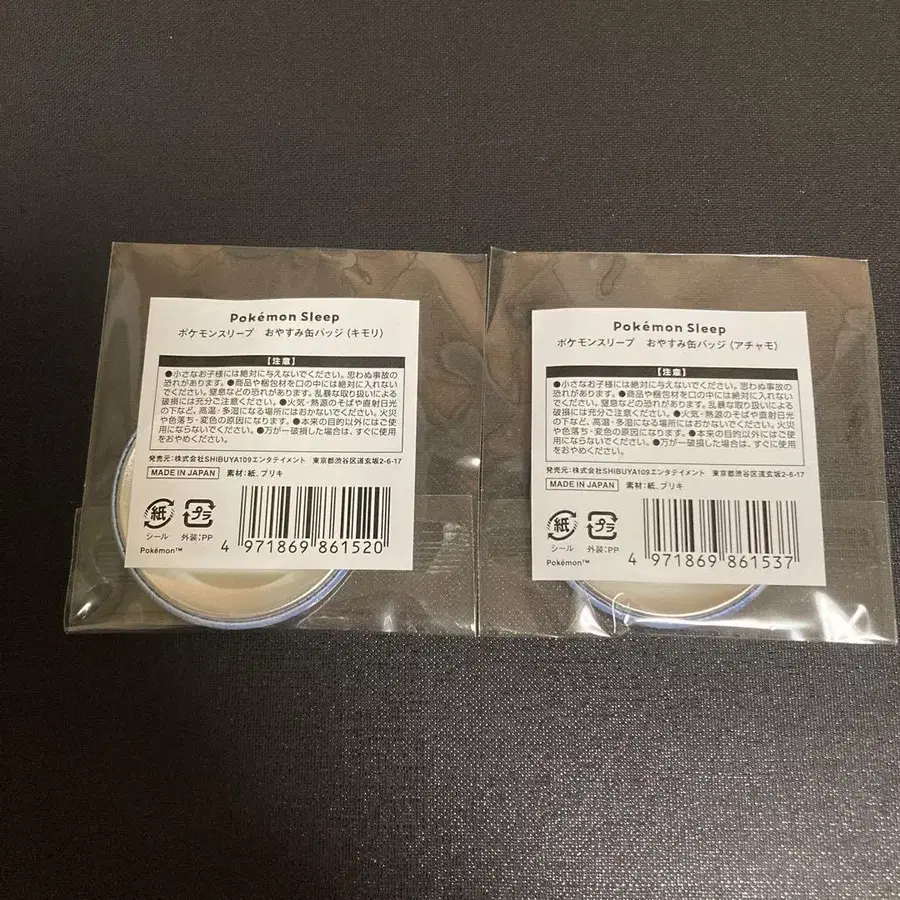 Pokémon Sleep
ポケモンスリープ　おやすみ缶バッジ（キモリ）
【注意】
●小さなお子様には絶対に与えないでください。思わぬ事故の
恐れがあります。●商品や梱包材を口の中には絶対に入れない
でください。窒息などの恐れがあります。乱暴な取り扱いによる
破損には充分ご注意ください。●火気・熱源のそばや直射日光
の下など、高温・多湿になる場所にはおかないでください。火災
や色落ち・変色の原因になります。●本来の目的以外にはご使
用にならないでください。●万が一破損した場合は、すぐに使用
をおやめください。
発売元：株式会社SHIBUYA109エンタテイメント　東京都渋谷区道玄坂2-6-17
MADE IN JAPAN　素材：紙、ブリキ
紙
シール
プラ
外装：PP
4 971869 861520
Pokémon™
Pokémon Sleep
ポケモンスリープ　おやすみ缶バッジ（アチャモ）
【注意】
●小さなお子様には絶対に与えないでください。思わぬ事故の
恐れがあります。●商品や梱包材を口の中には絶対に入れない
でください。窒息などの恐れがあります。乱暴な取り扱いによる
破損には充分ご注意ください。●火気・熱源のそばや直射日光
の下など、高温・多湿になる場所にはおかないでください。火災
や色落ち・変色の原因になります。●本来の目的以外にはご使
用にならないでください。●万が一破損した場合は、すぐに使用
をおやめください。
発売元：株式会社SHIBUYA109エンタテイメント　東京都渋谷区道玄坂2-6-17
MADE IN JAPAN　素材：紙、ブリキ
紙
シール
プラ
外装：PP
4 971869 861537
Pokémon™